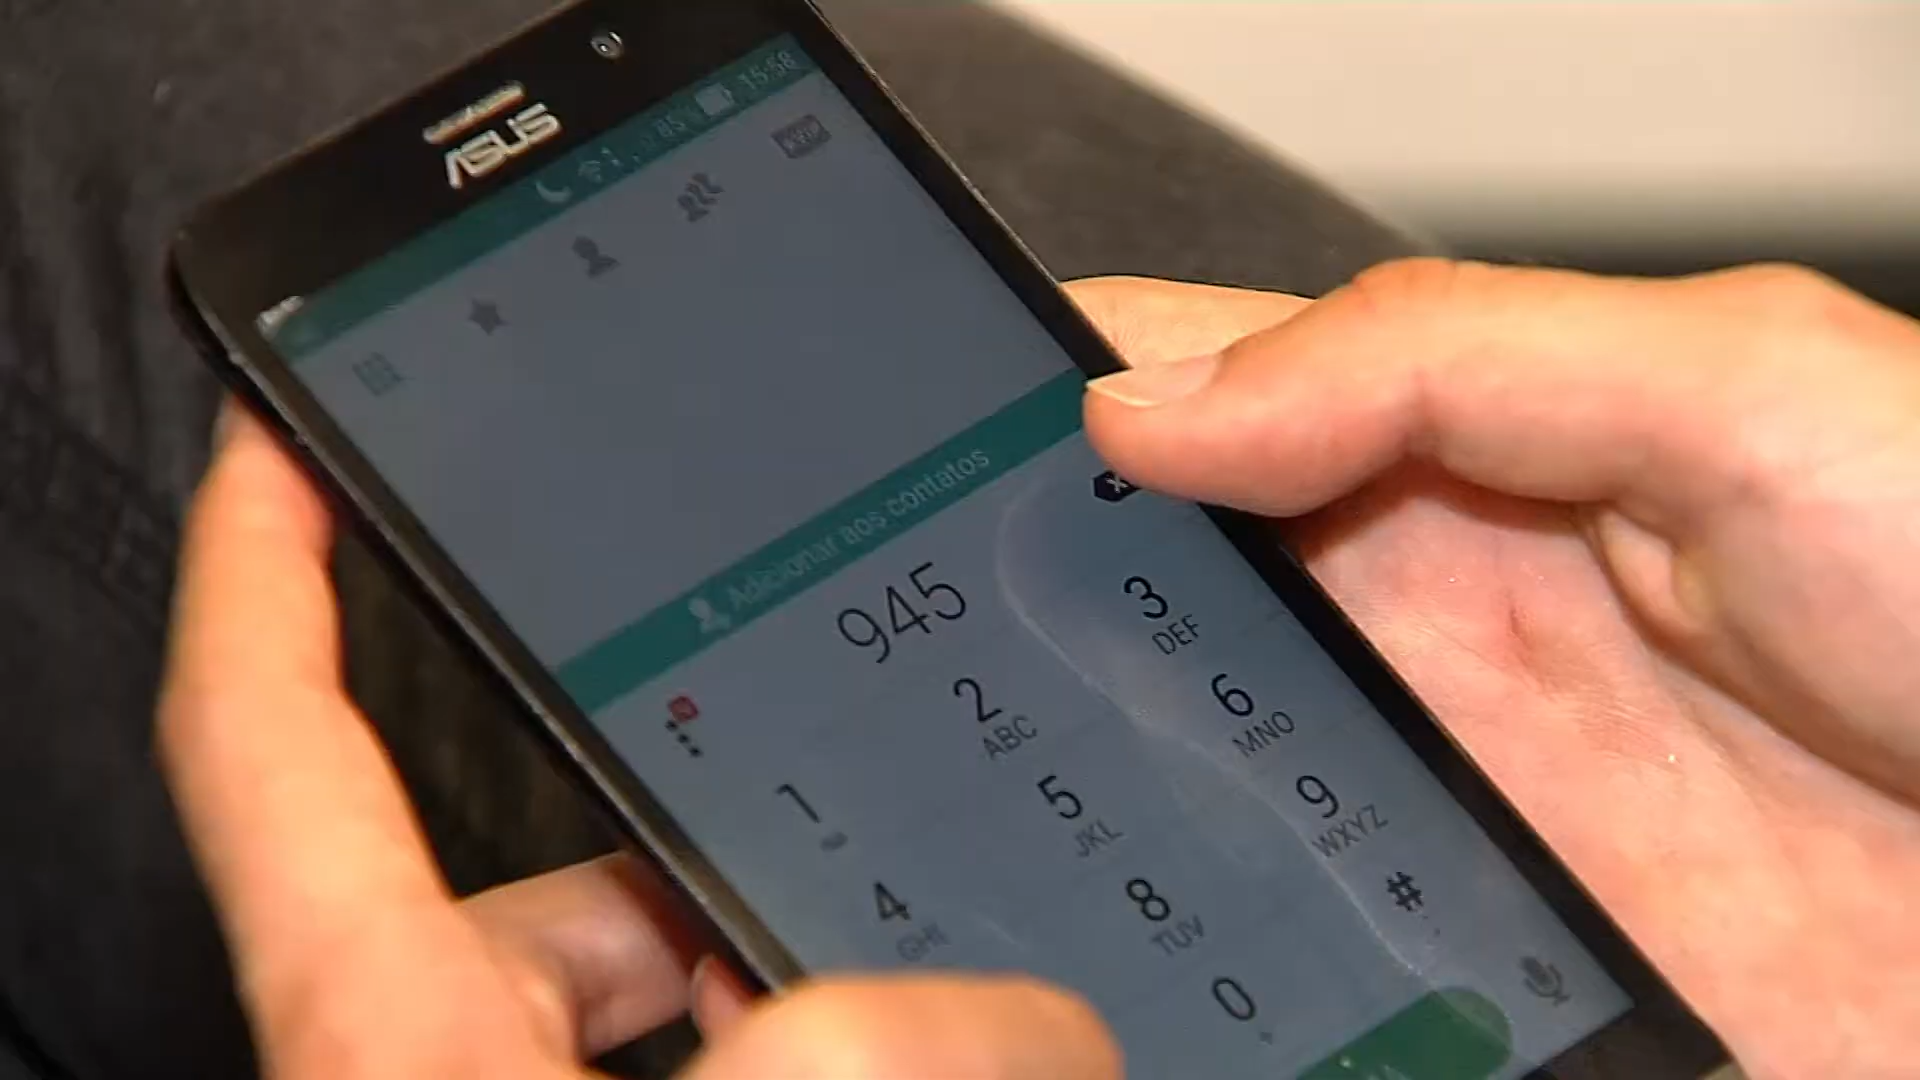 ASUS
85 15:58
Adicionar aos contatos
945
1
2 ABC
3 DEF
4 GHI
5 JKL
6 MNO
8 TUV
9 WXYZ
0 +
#